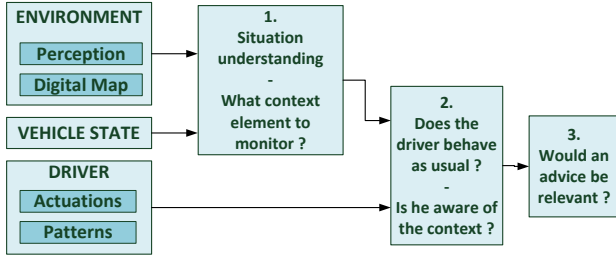 ENVIRONMENT
Perception
Digital Map
VEHICLE STATE
DRIVER
Actuations
Patterns
1.
Situation
understanding
-
What context
element to
monitor ?
2.
Does the
driver behave
as usual ?
-
Is he aware of
the context ?
3.
Would an
advice be
relevant ?